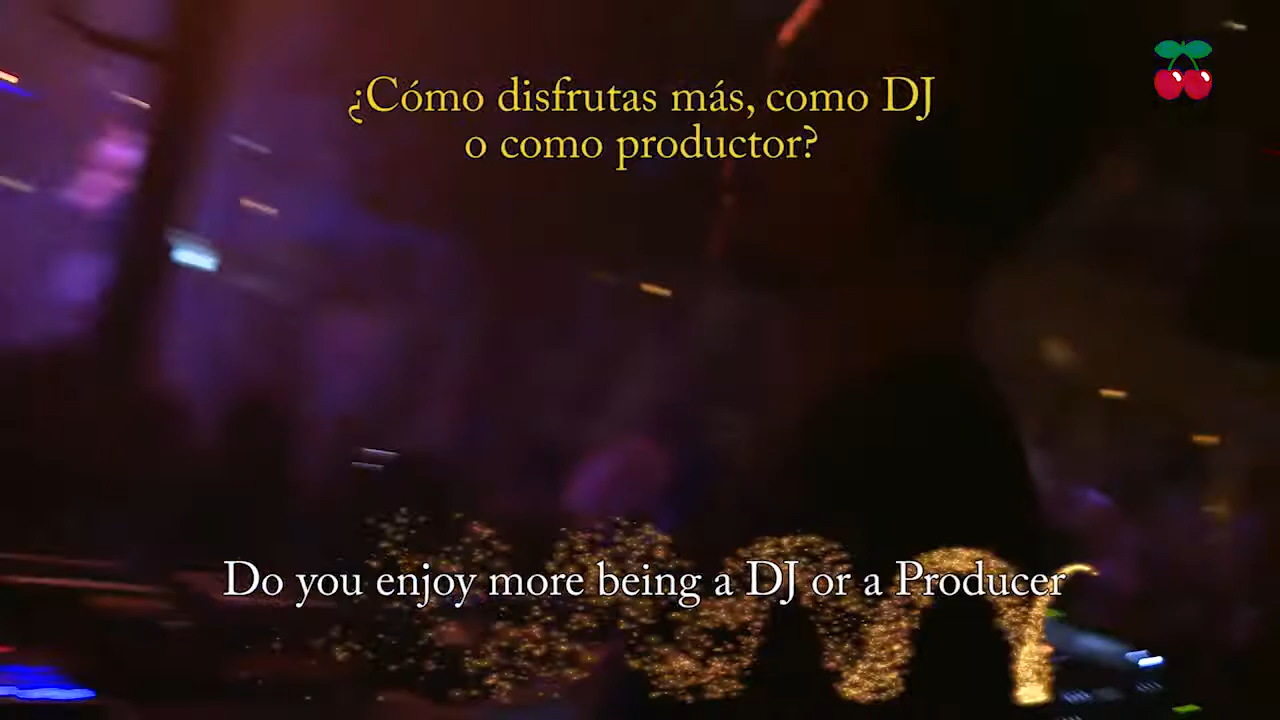 ¿Cómo disfrutas más, como DJ
o como productor?
Do you enjoy more being a DJ or a Producer